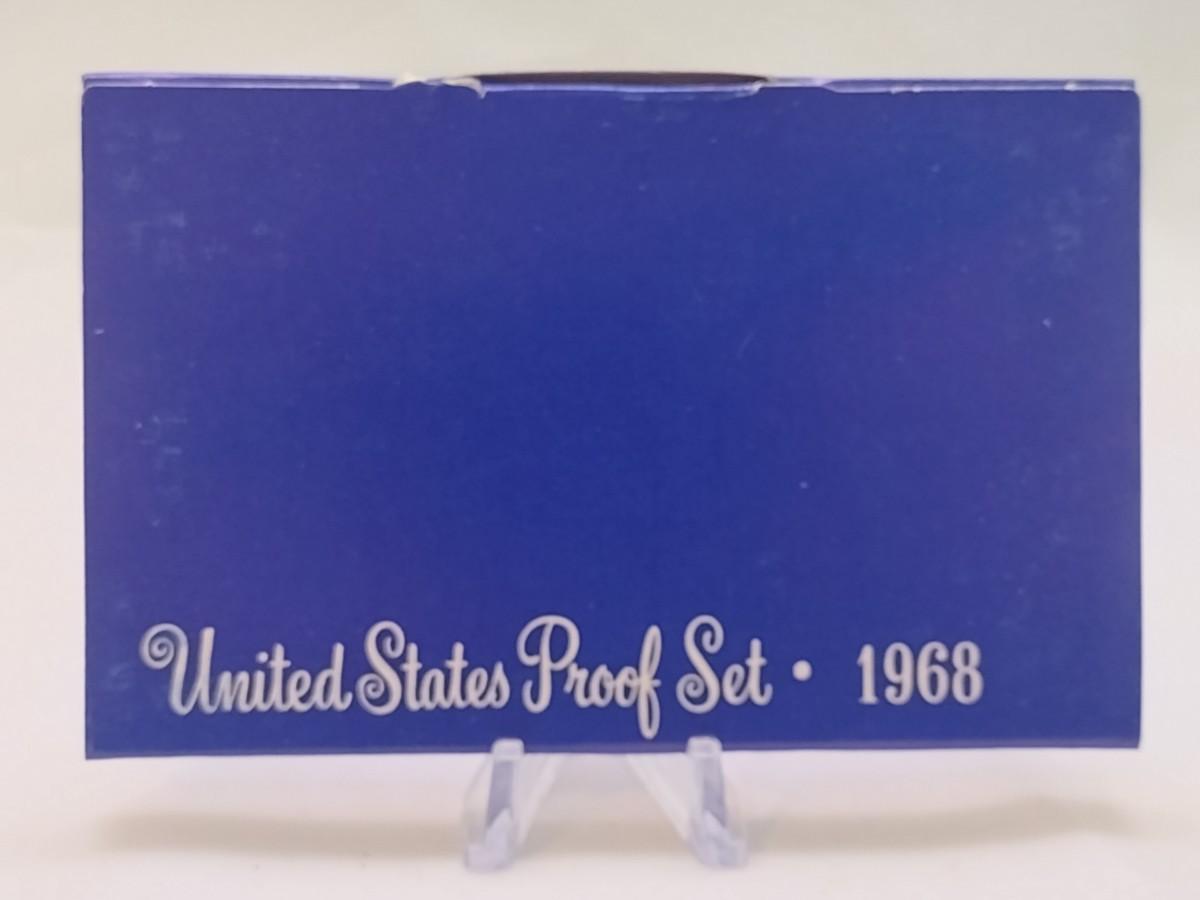 United States Proof Set • 1968